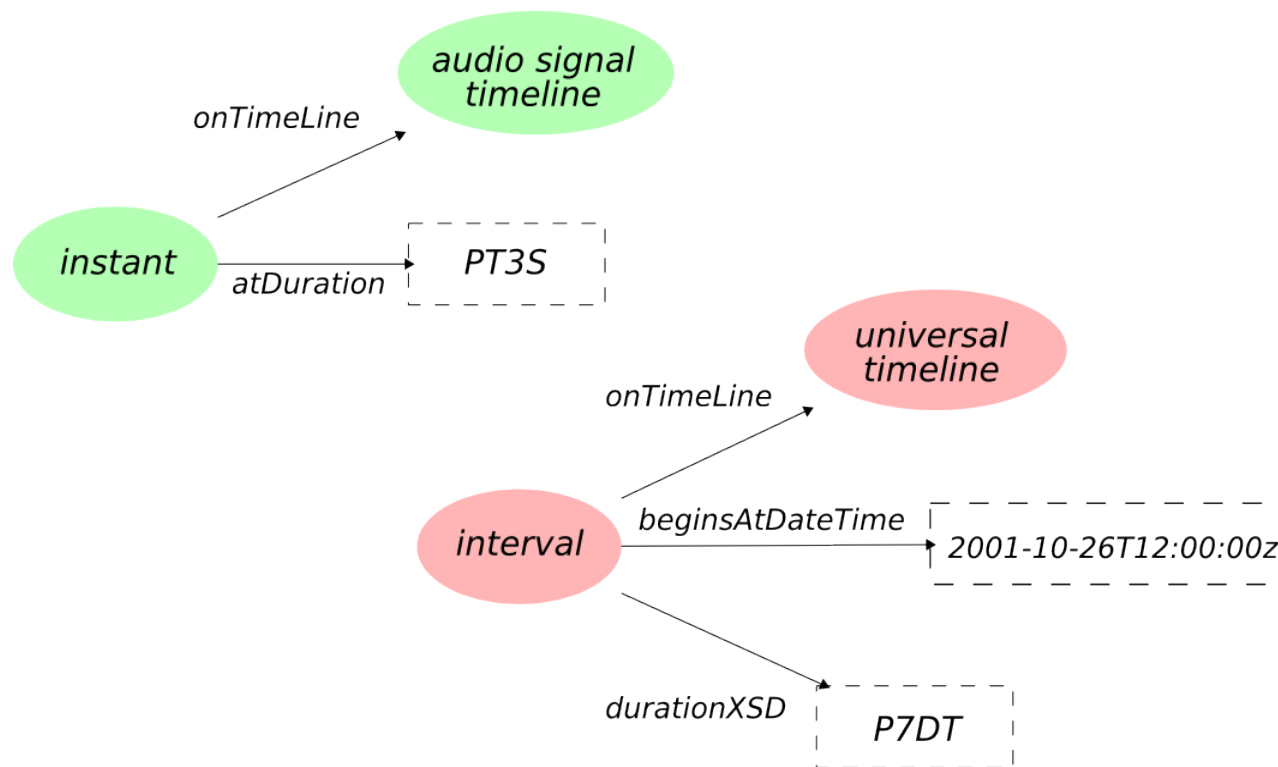 audio signal
timeline
onTimeLine
instant
PT3S
atDuration
universal
timeline
onTimeLine
beginsAtDateTime
interval
2001-10-26T12:00:00z
durationXSD
P7DT